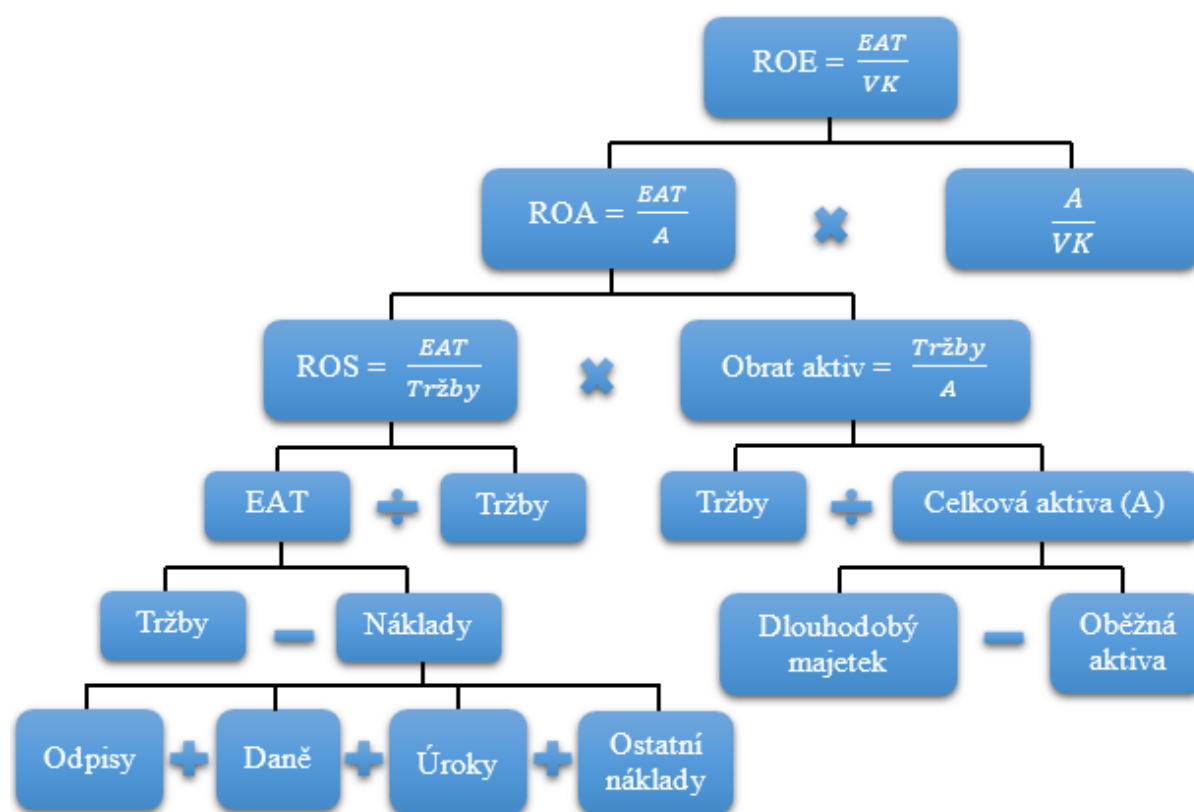 ROE = EAT/VK
ROA = EAT/A
✖
A/VK
ROS = EAT/Tržby
✖
Obrat aktiv = Tržby/A
EAT
÷
Tržby
Tržby
÷
Celková aktiva (A)
Tržby
−
Náklady
Dlouhodobý
majetek
−
Oběžná
aktiva
Odpisy
+
Daně
+
Úroky
+
Ostatní
náklady